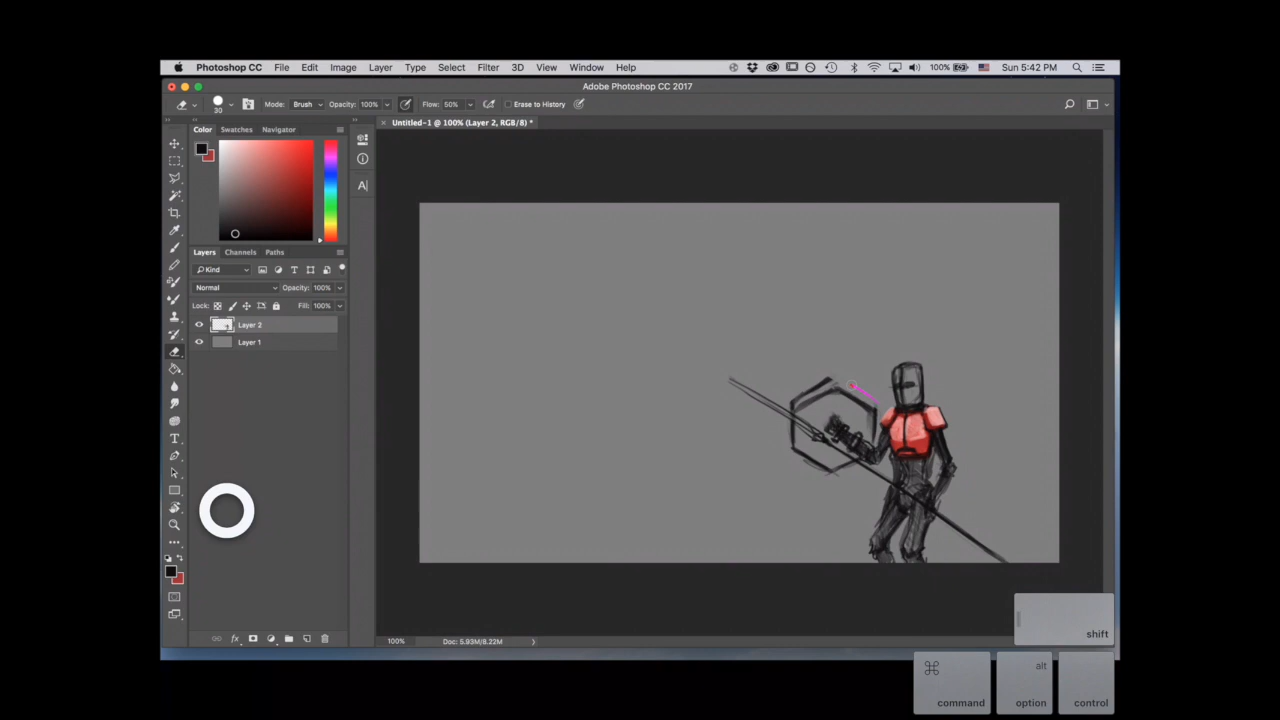 Photoshop CC File Edit Image Layer Type Select Filter 3D View Window Help 100% Sun 5:42 PM
Adobe Photoshop CC 2017
30 Mode: Brush Opacity: 100% Flow: 50% Erase to History
Color Swatches Navigator
Untitled-1 @ 100% (Layer 2, RGB/8) *
A
Layers Channels Paths
Kind T
Normal Opacity: 100%
Lock: Fill: 100%
Layer 2
Layer 1
T
fx
100% Doc: 5.93M/8.22M
shift
⌘ alt
command option control